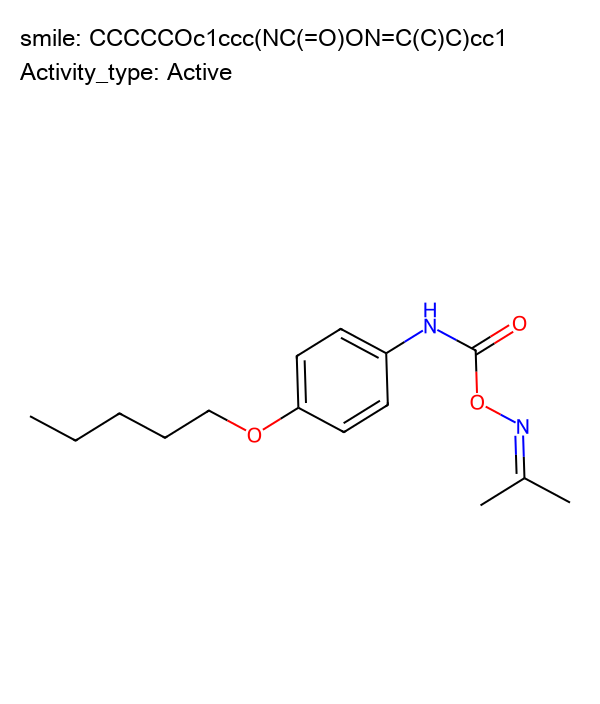 smile: CCCCCOc1ccc(NC(=O)ON=C(C)C)cc1
Activity_type: Active
H
N
O
O
N
O